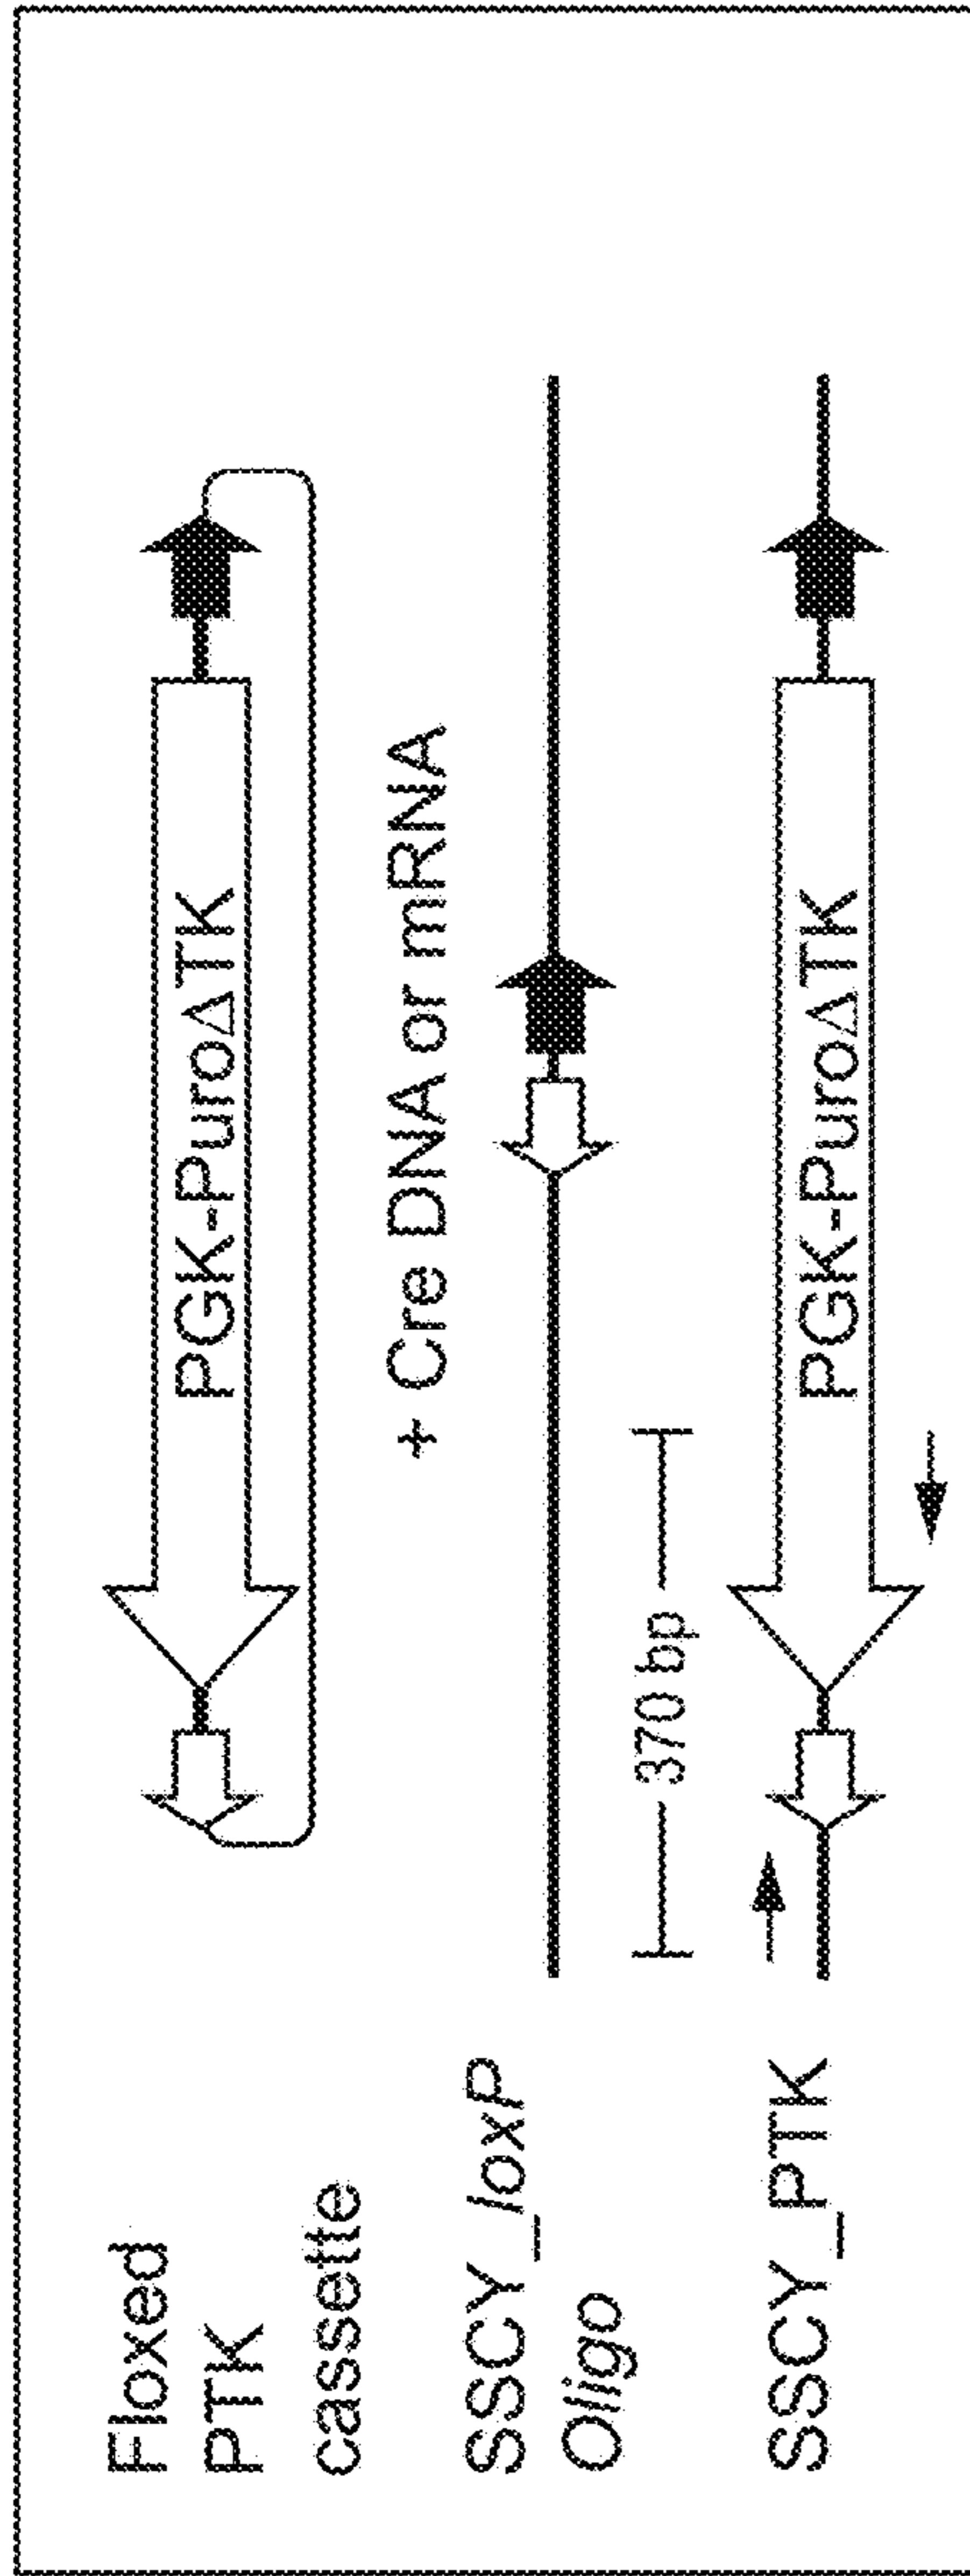 Floxed
PTK
cassette
PGK-PuroΔTK
+ Cre DNA or mRNA
SSCY_loxP
Oligo
370 bp
SSCY_PTK
PGK-PuroΔTK